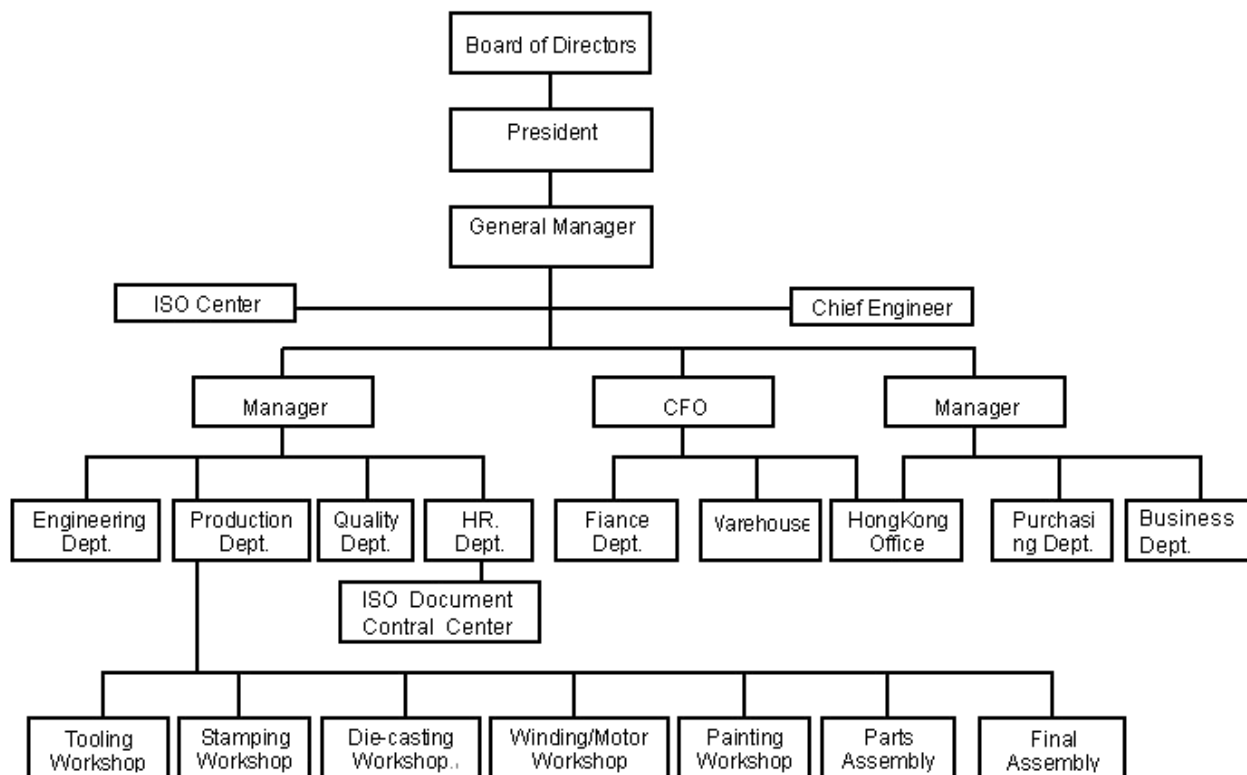 Board of Directors
President
General Manager
ISO Center
Chief Engineer
Manager
CFO
Manager
Engineering
Dept.
Production
Dept.
Quality
Dept.
HR.
Dept.
Fiance
Dept.
Warehouse
HongKong
Office
Purchasi
ng Dept.
Business
Dept.
ISO Document
Contral Center
Tooling
Workshop
Stamping
Workshop
Die-casting
Workshop..
Winding/Motor
Workshop
Painting
Workshop
Parts
Assembly
Final
Assembly